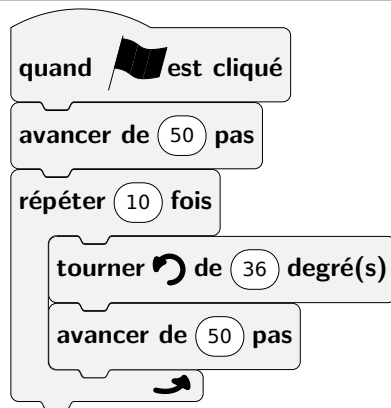 quand est cliqué
avancer de 50 pas
répéter 10 fois
tourner de 36 degré(s)
avancer de 50 pas